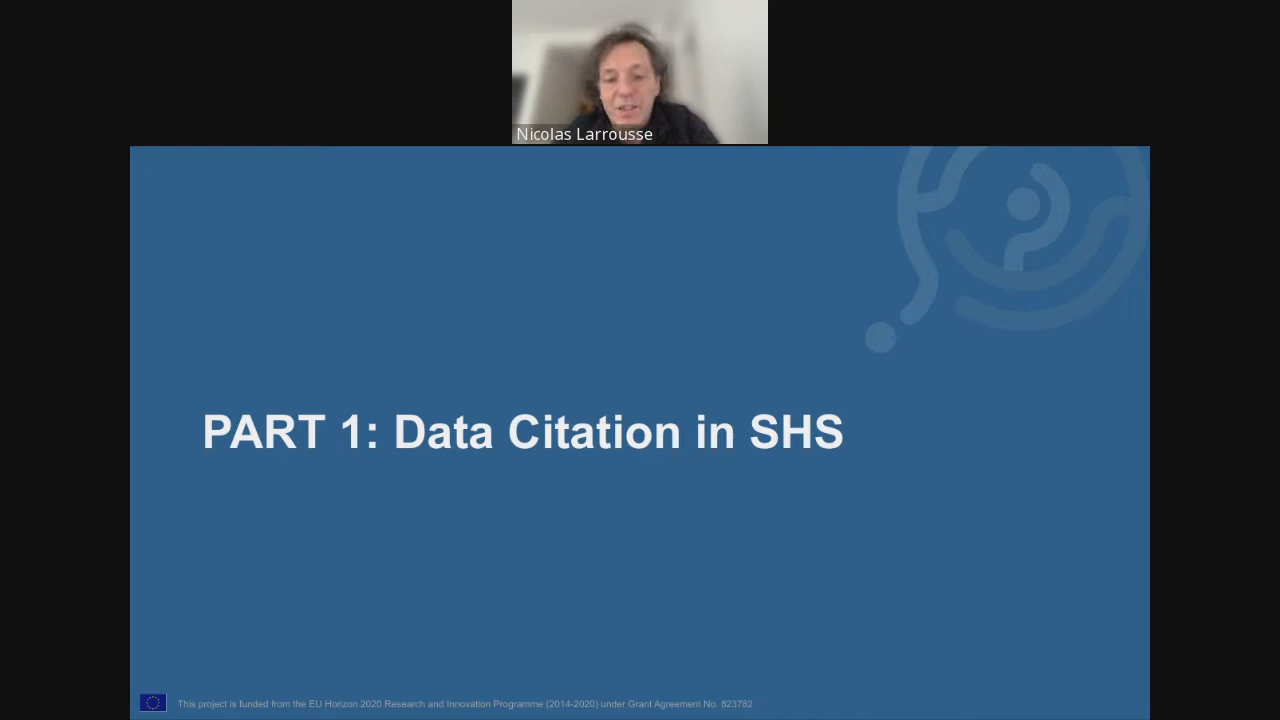 Nicolas Larrousse
PART 1: Data Citation in SHS
This project is funded from the EU Horizon 2020 Research and Innovation Programme (2014-2020) under Grant Agreement No. 823782